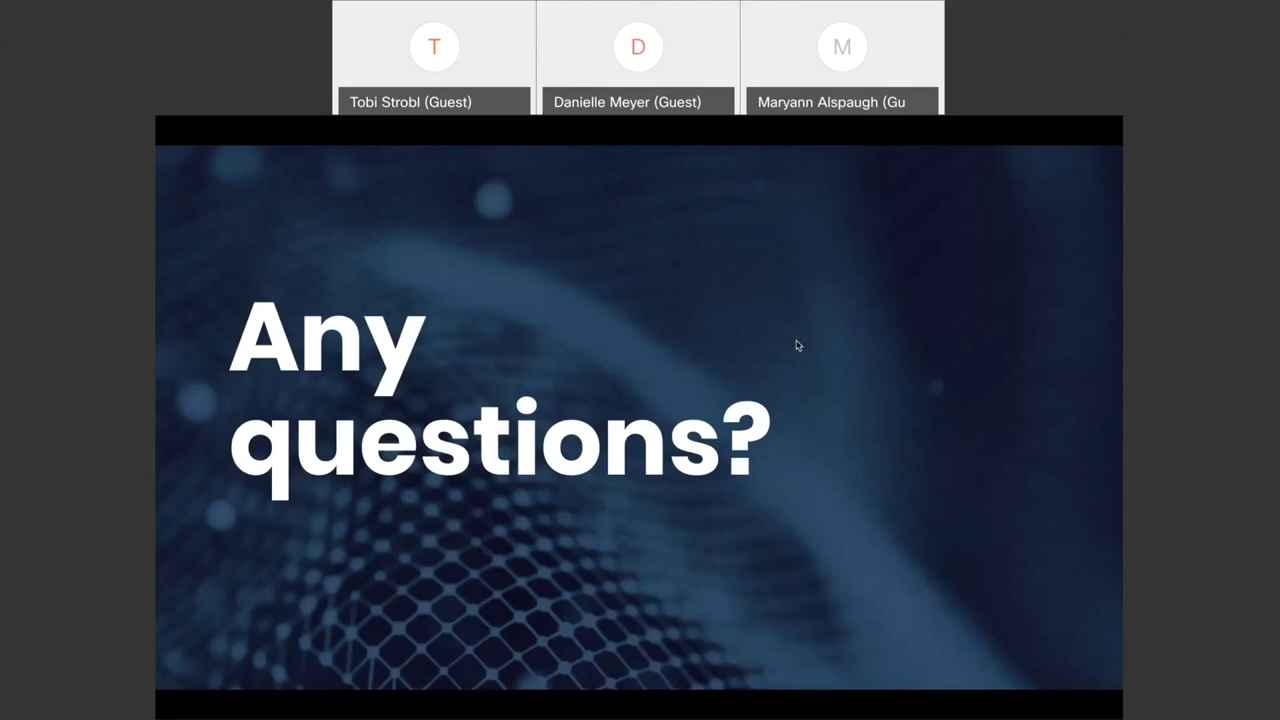 T
D
M
Tobi Strobl (Guest)
Danielle Meyer (Guest)
Maryann Alspaugh (Gu
Any
questions?